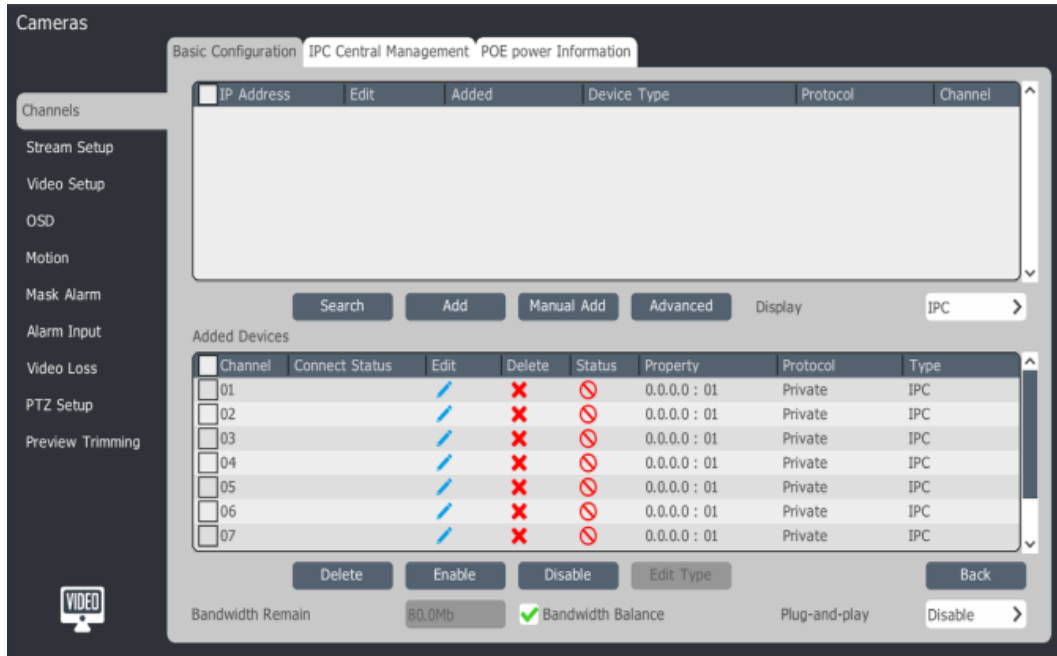 Cameras
Basic Configuration IPC Central Management POE power Information
IP Address Edit Added Device Type Protocol Channel
Channels
Stream Setup
Video Setup
OSD
Motion
Mask Alarm
Alarm Input
Video Loss
PTZ Setup
Preview Trimming
Search Add Manual Add Advanced Display IPC
Added Devices
Channel Connect Status Edit Delete Status Property Protocol Type
01 0.0.0.0 : 01 Private IPC
02 0.0.0.0 : 01 Private IPC
03 0.0.0.0 : 01 Private IPC
04 0.0.0.0 : 01 Private IPC
05 0.0.0.0 : 01 Private IPC
06 0.0.0.0 : 01 Private IPC
07 0.0.0.0 : 01 Private IPC
Delete Enable Disable Edit Type Back
VIDEO
Bandwidth Remain 80.0Mb Bandwidth Balance Plug-and-play Disable